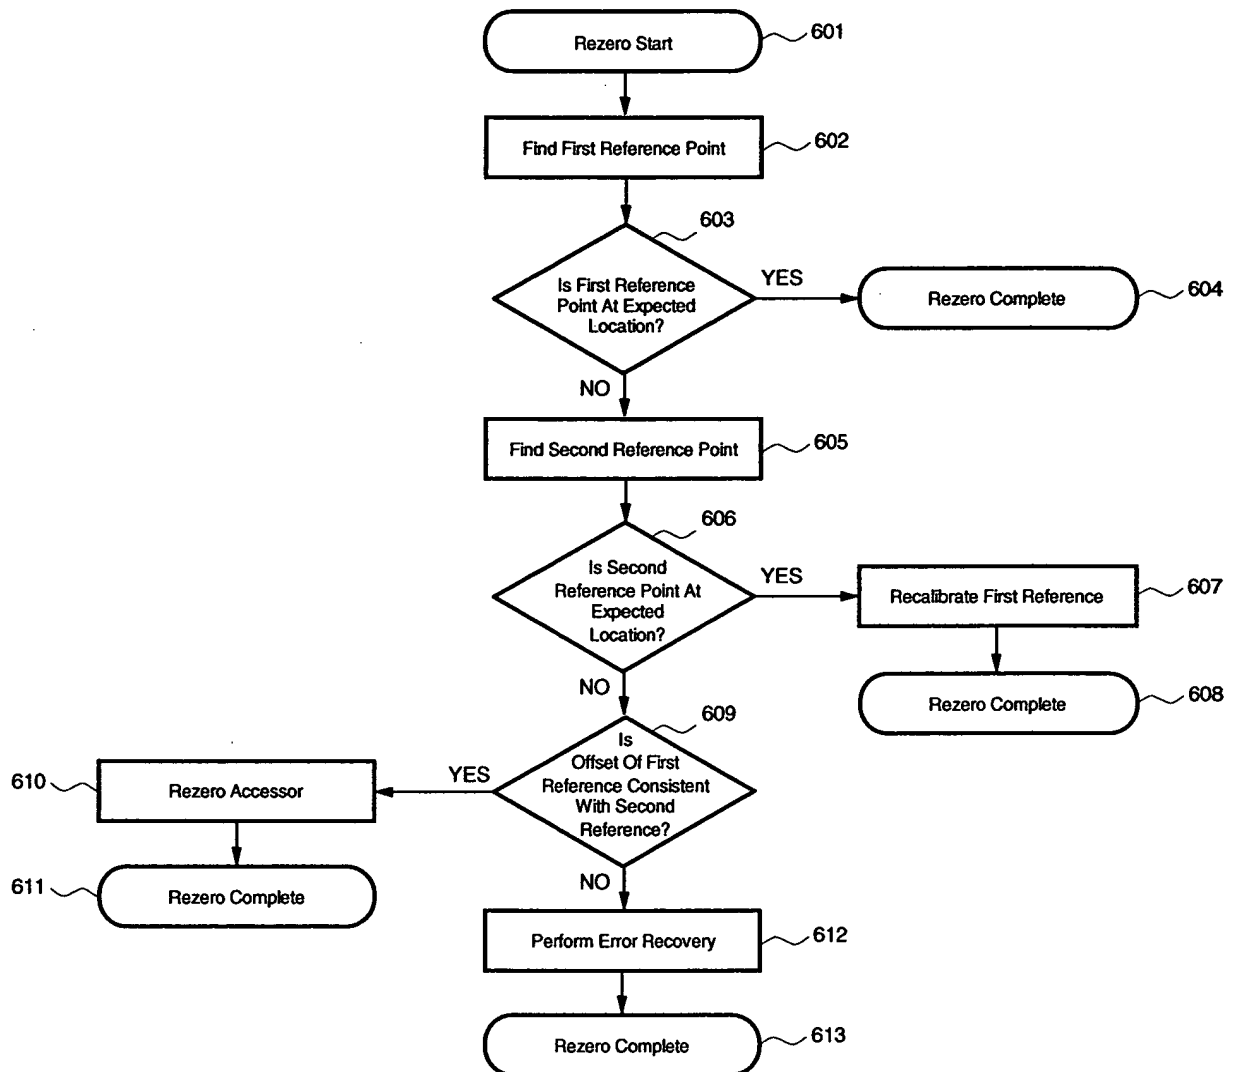 Rezero Start
601
Find First Reference Point
602
603
Is First Reference
Point At Expected
Location?
YES
Rezero Complete
604
NO
Find Second Reference Point
605
606
Is Second
Reference Point At
Expected
Location?
YES
Recalibrate First Reference
607
NO
Rezero Complete
608
609
Is
Offset Of First
Reference Consistent
With Second
Reference?
YES
610
Rezero Accessor
611
Rezero Complete
NO
Perform Error Recovery
612
Rezero Complete
613